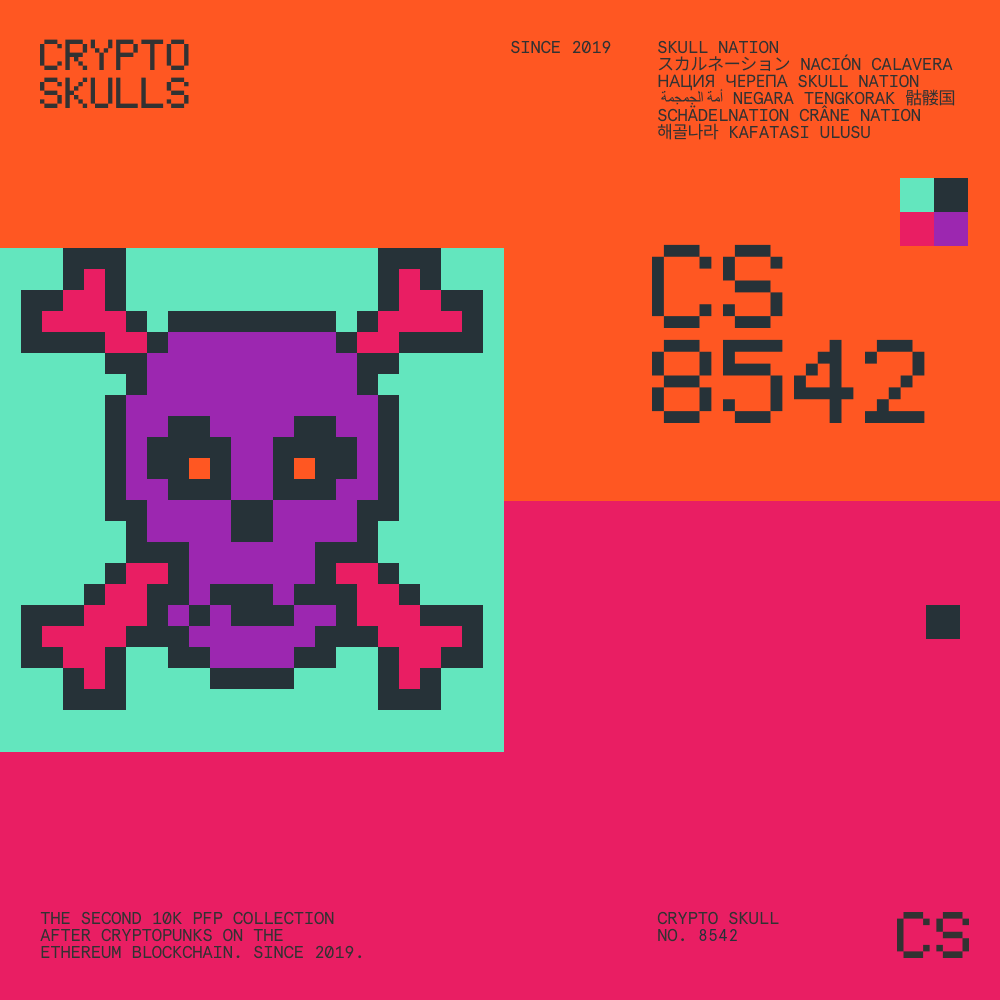 CRYPTO
SKULLS
SINCE 2019
SKULL NATION
スカルネーション NACIÓN CALAVERA
НАЦИЯ ЧЕРЕПА SKULL NATION
أمة الجمجمة NEGARA TENGKORAK 骷髅国
SCHÄDELNATION CRÂNE NATION
해골나라 KAFATASI ULUSU
CS
8542
THE SECOND 10K PFP COLLECTION
AFTER CRYPTOPUNKS ON THE
ETHEREUM BLOCKCHAIN. SINCE 2019.
CRYPTO SKULL
NO. 8542
CS